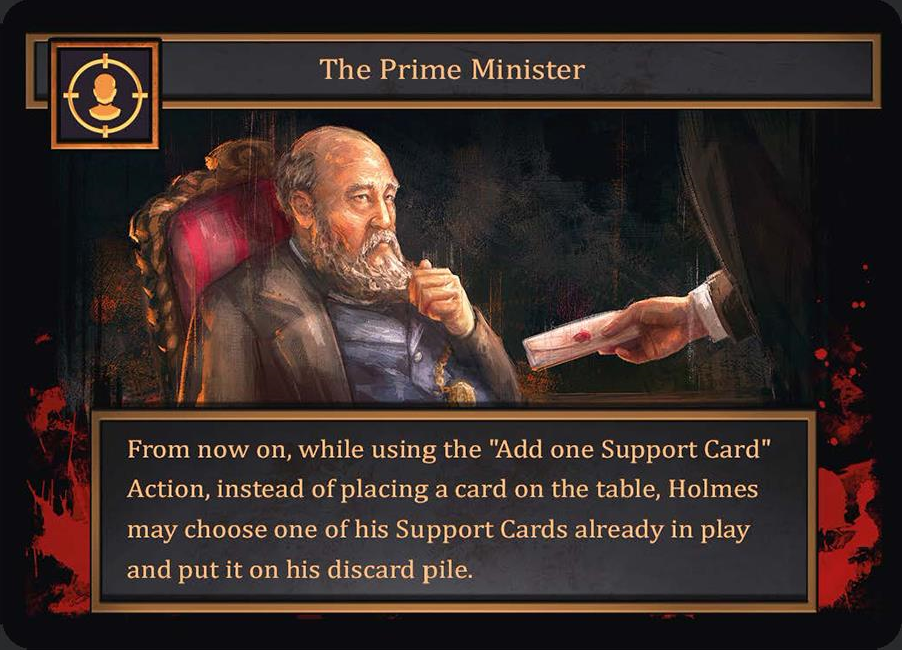 The Prime Minister
From now on, while using the "Add one Support Card"
Action, instead of placing a card on the table, Holmes
may choose one of his Support Cards already in play
and put it on his discard pile.